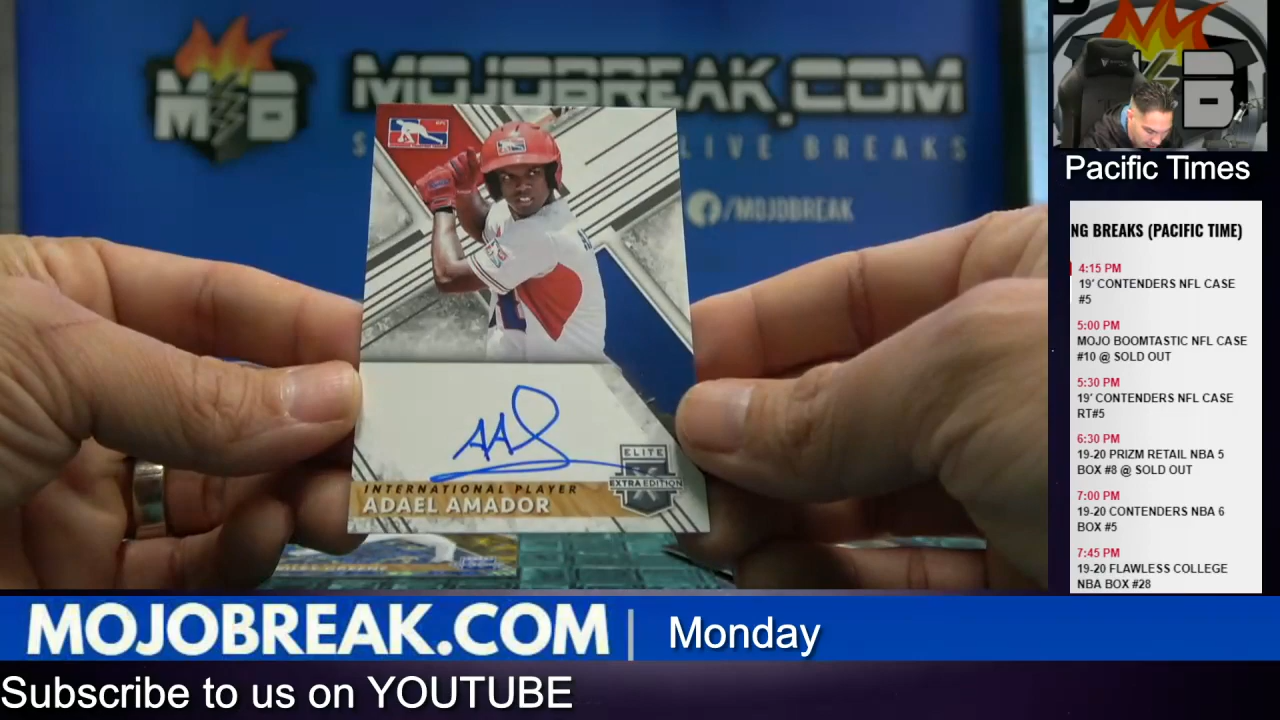 M B
MOJOBREAK.COM
S LIVE BREAKS
/MOJOBREAK
B
Pacific Times
NG BREAKS (PACIFIC TIME)
4:15 PM
19' CONTENDERS NFL CASE
#5
5:00 PM
MOJO BOOMTASTIC NFL CASE
#10 @ SOLD OUT
5:30 PM
19' CONTENDERS NFL CASE
RT#5
6:30 PM
19-20 PRIZM RETAIL NBA 5
BOX #8 @ SOLD OUT
7:00 PM
19-20 CONTENDERS NBA 6
BOX #5
7:45 PM
19-20 FLAWLESS COLLEGE
NBA BOX #28
ELITE
EXTRA EDITION
INTERNATIONAL PLAYER
ADAEL AMADOR
MOJOBREAK.COM | Monday
Subscribe to us on YOUTUBE